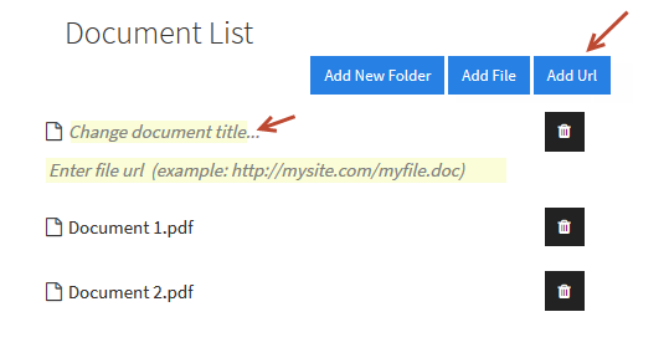 Document List
Add New Folder Add File Add Url
Change document title...
Enter file url (example: http://mysite.com/myfile.doc)
Document 1.pdf
Document 2.pdf